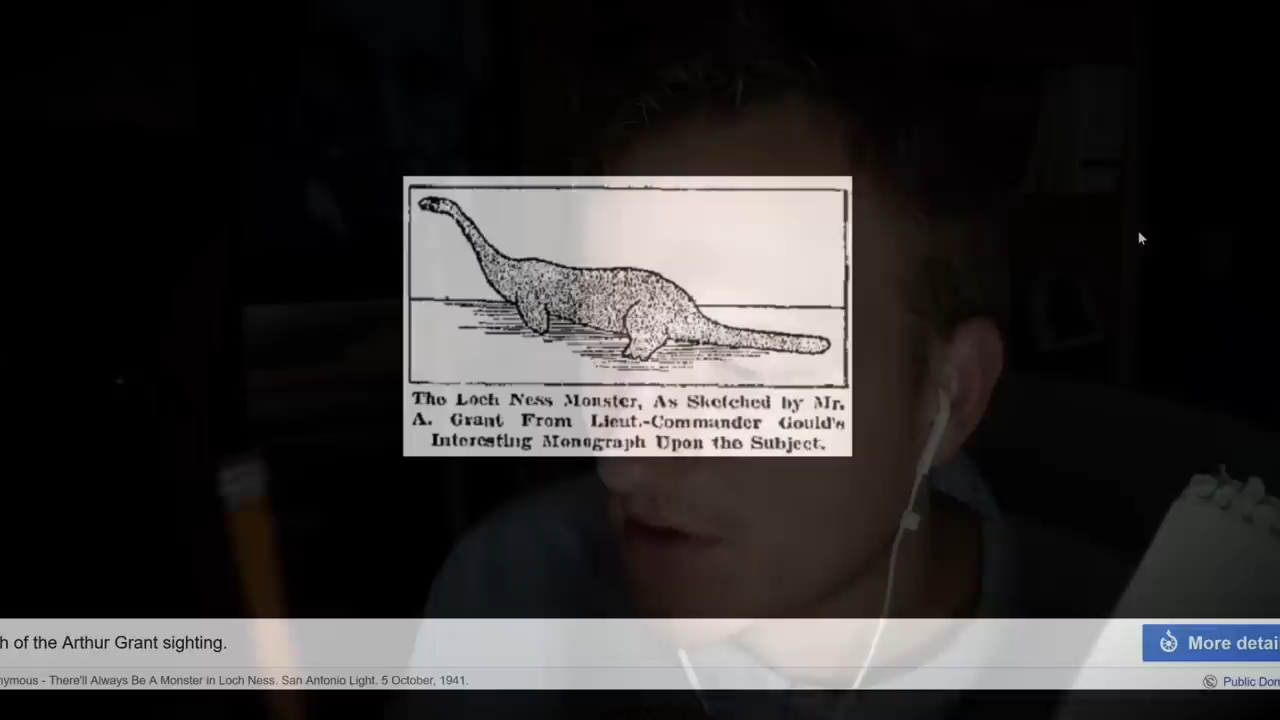 The Loch Ness Monster, As Sketched by Mr.
A. Grant From Lieut.-Commander Gould's
Interesting Monograph Upon the Subject.
h of the Arthur Grant sighting.
More detai
nymous - There'll Always Be A Monster in Loch Ness. San Antonio Light. 5 October, 1941.
Public Dom